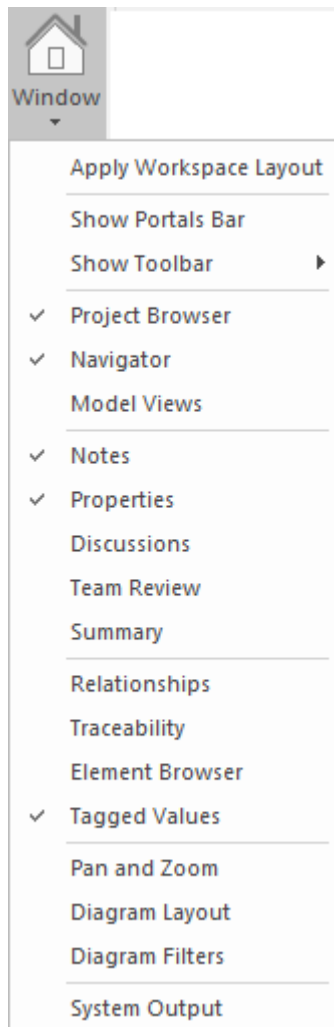 Window
Apply Workspace Layout
Show Portals Bar
Show Toolbar
Project Browser
Navigator
Model Views
Notes
Properties
Discussions
Team Review
Summary
Relationships
Traceability
Element Browser
Tagged Values
Pan and Zoom
Diagram Layout
Diagram Filters
System Output